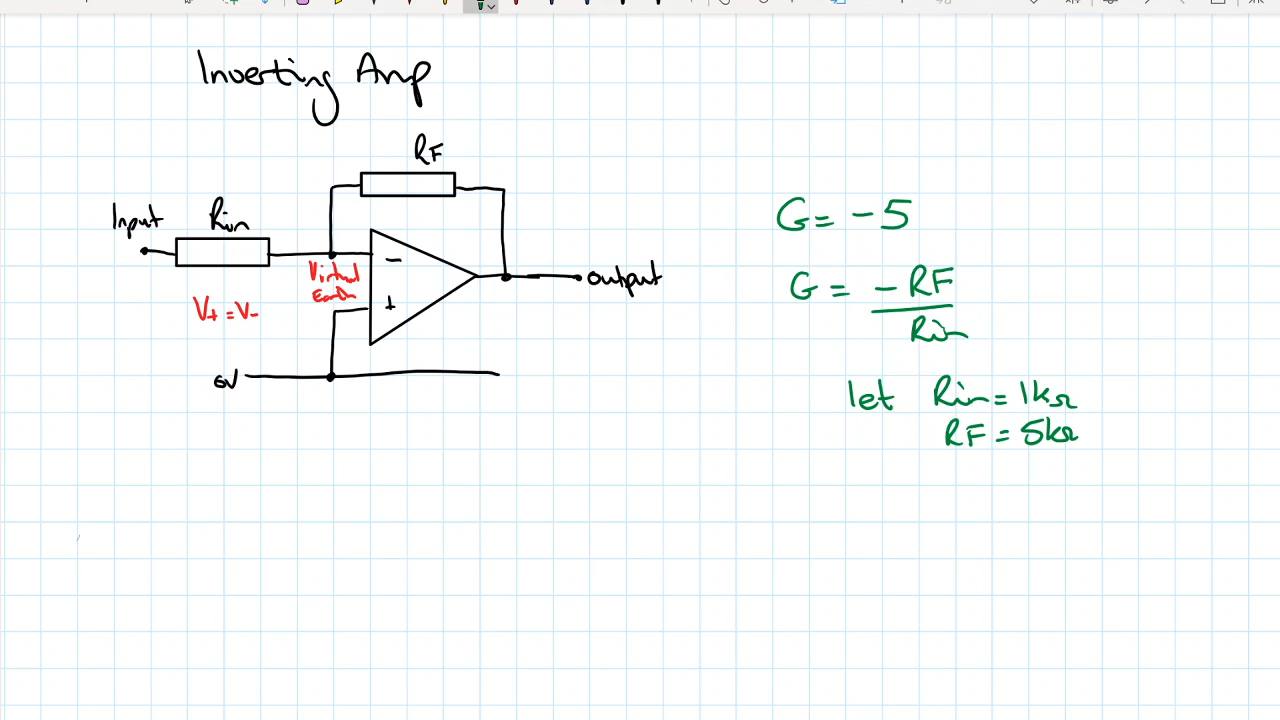 Inverting Amp
RF
Input
Rin
-
Virtual
Earth
output
+
V+ = V-
0V
G = -5
G = -RF
Rin
let Rin = 1kΩ
RF = 5kΩ